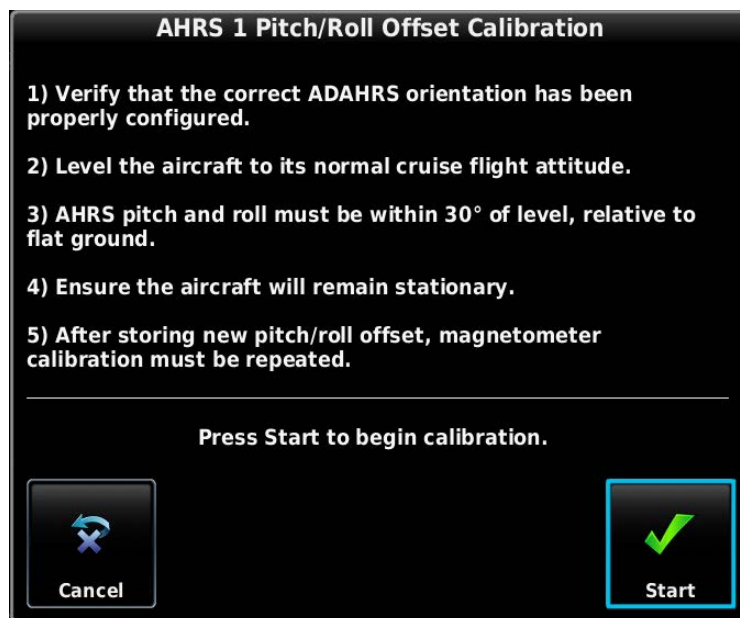 AHRS 1 Pitch/Roll Offset Calibration
1) Verify that the correct ADAHRS orientation has been
properly configured.
2) Level the aircraft to its normal cruise flight attitude.
3) AHRS pitch and roll must be within 30° of level, relative to
flat ground.
4) Ensure the aircraft will remain stationary.
5) After storing new pitch/roll offset, magnetometer
calibration must be repeated.
Press Start to begin calibration.
Cancel
Start